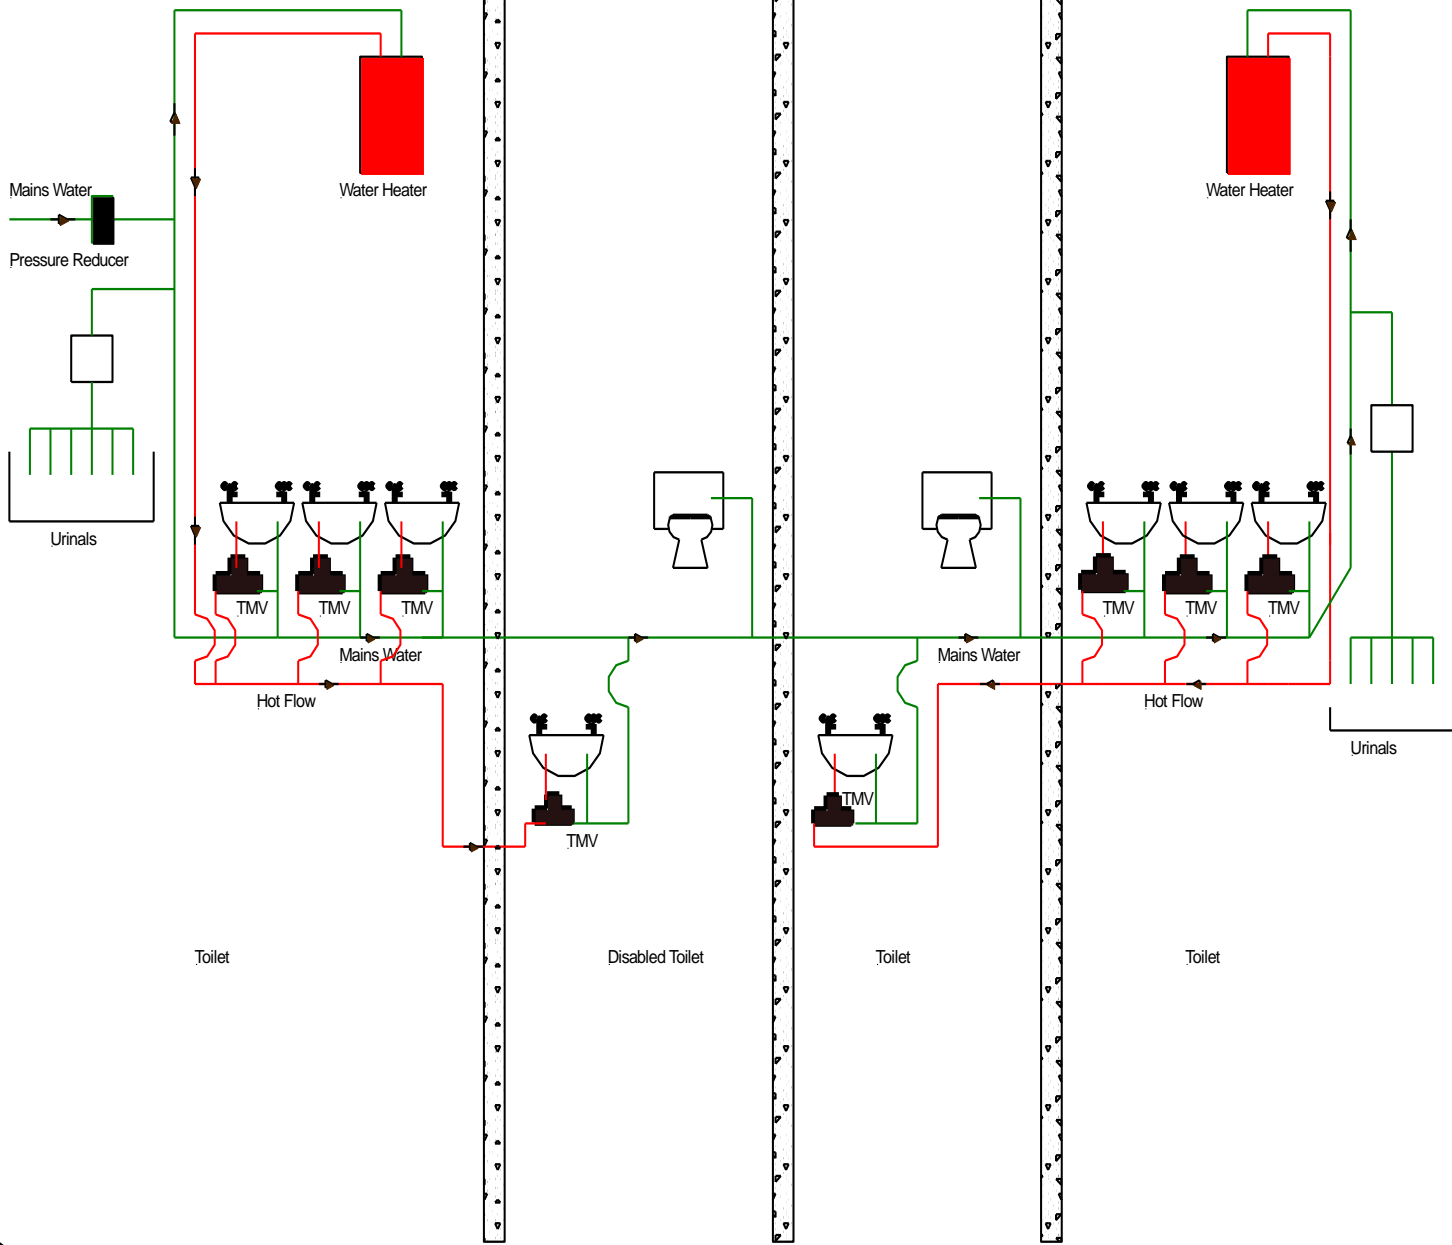 Mains Water
Water Heater
Water Heater
Pressure Reducer
Urinals
TMV
TMV
TMV
TMV
TMV
TMV
Mains Water
Mains Water
Hot Flow
Hot Flow
Urinals
TMV
TMV
Toilet
Disabled Toilet
Toilet
Toilet